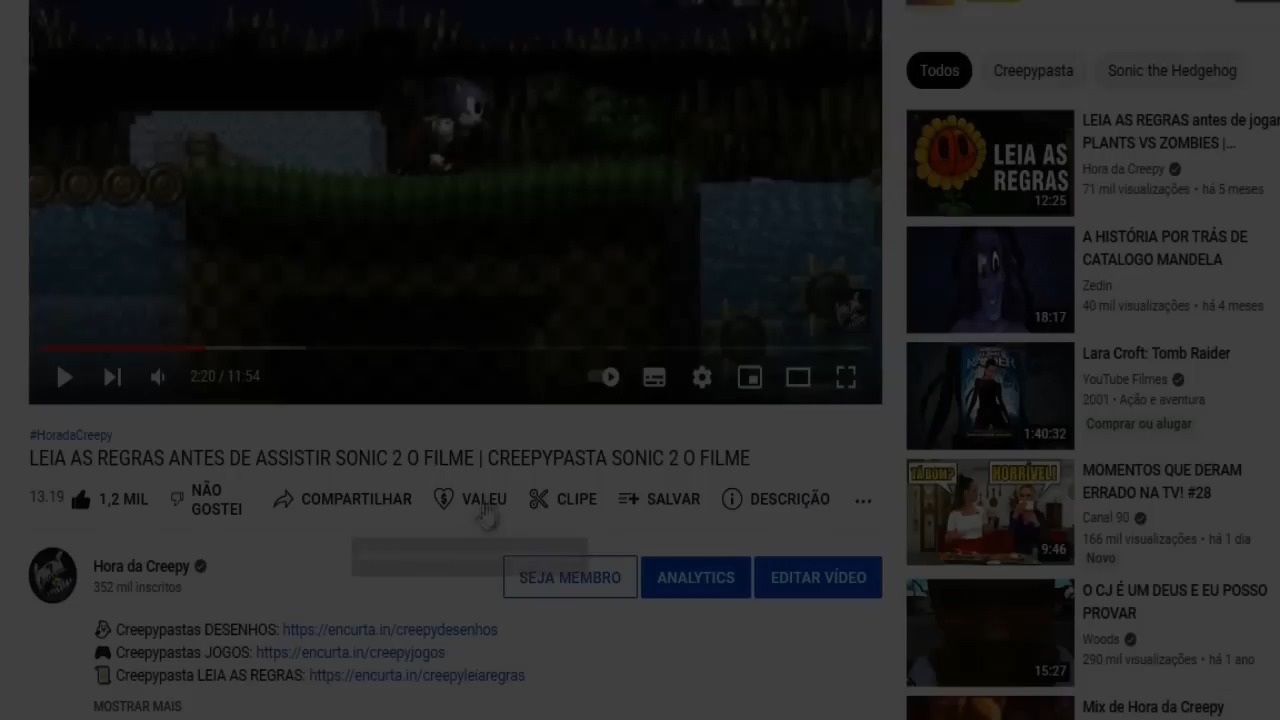 2:20 / 11:54
#HoradaCreepy
LEIA AS REGRAS ANTES DE ASSISTIR SONIC 2 O FILME | CREEPYPASTA SONIC 2 O FILME
13.19 1,2 MIL NÃO GOSTEI COMPARTILHAR VALEU CLIPE SALVAR DESCRIÇÃO ...
Hora da Creepy
352 mil inscritos
SEJA MEMBRO ANALYTICS EDITAR VÍDEO
Creepypastas DESENHOS: https://encurta.in/creepydesenhos
Creepypastas JOGOS: https://encurta.in/creepyjogos
Creepypasta LEIA AS REGRAS: https://encurta.in/creepyleiaregras
MOSTRAR MAIS
Todos Creepypasta Sonic the Hedgehog
LEIA AS
REGRAS
12:25
LEIA AS REGRAS antes de jogar
PLANTS VS ZOMBIES |...
Hora da Creepy
71 mil visualizações • há 5 meses
18:17
A HISTÓRIA POR TRÁS DE
CATALOGO MANDELA
Zedin
40 mil visualizações • há 4 meses
1:40:32
Lara Croft: Tomb Raider
YouTube Filmes
2001 • Ação e aventura
Comprar ou alugar
TÁ BOM? HORRÍVEL!
9:46
MOMENTOS QUE DERAM
ERRADO NA TV! #28
Canal 90
166 mil visualizações • há 1 dia
Novo
15:27
O CJ É UM DEUS E EU POSSO
PROVAR
Woods
290 mil visualizações • há 1 ano
Mix de Hora da Creepy